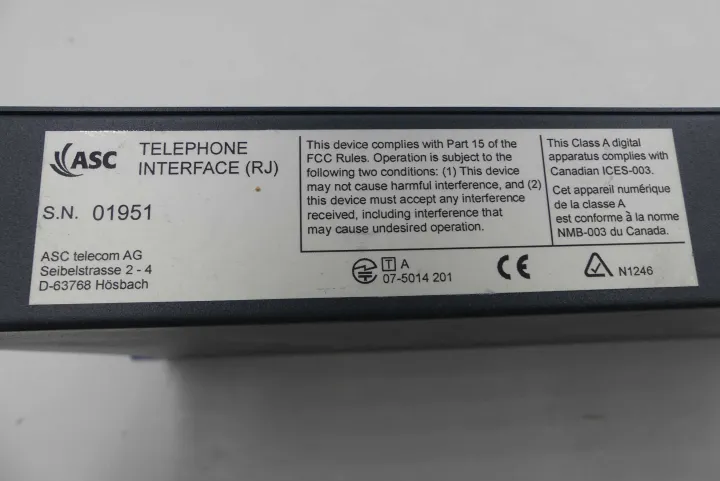 ASC
TELEPHONE
INTERFACE (RJ)
S.N. 01951
ASC telecom AG
Seibelstrasse 2 - 4
D-63768 Hösbach
This device complies with Part 15 of the
FCC Rules. Operation is subject to the
following two conditions: (1) This device
may not cause harmful interference, and (2)
this device must accept any interference
received, including interference that
may cause undesired operation.
This Class A digital
apparatus complies with
Canadian ICES-003.
Cet appareil numérique
de la classe A
est conforme à la norme
NMB-003 du Canada.
T A
07-5014 201
CE
N1246